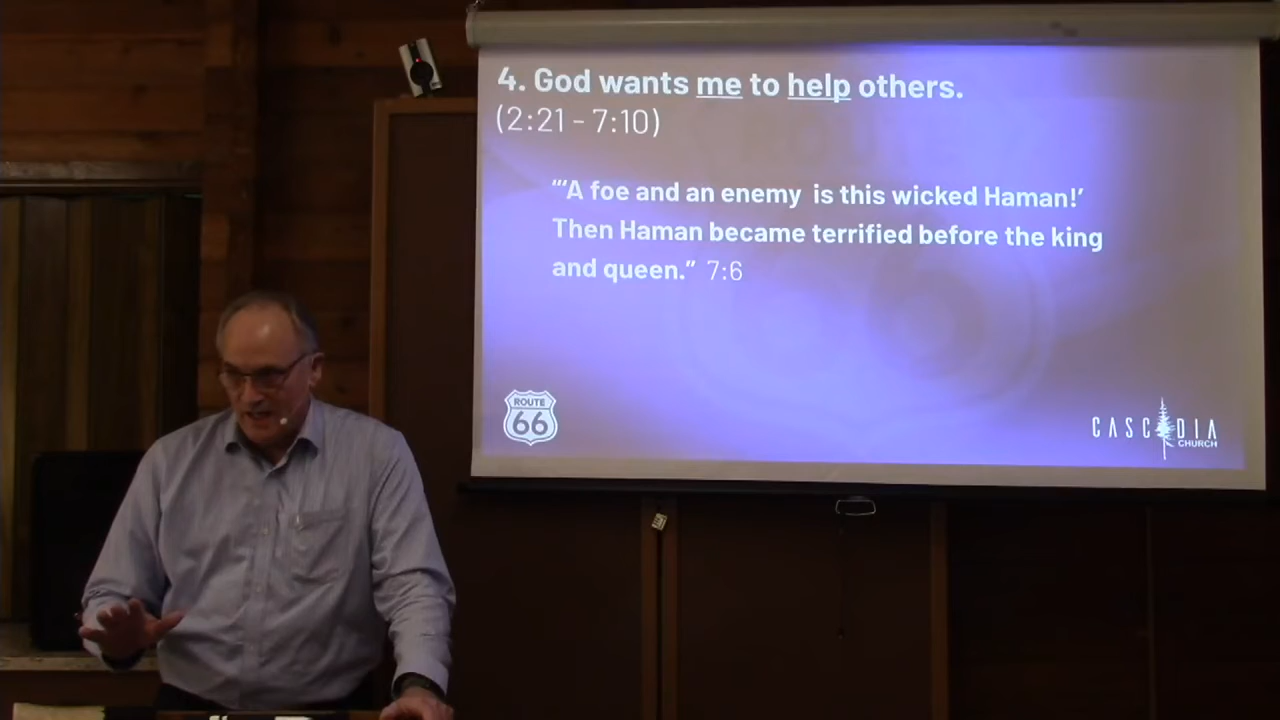 4. God wants me to help others.
(2:21 - 7:10)
“‘A foe and an enemy is this wicked Haman!’
Then Haman became terrified before the king
and queen.” 7:6
ROUTE
66
CASCADIA
CHURCH